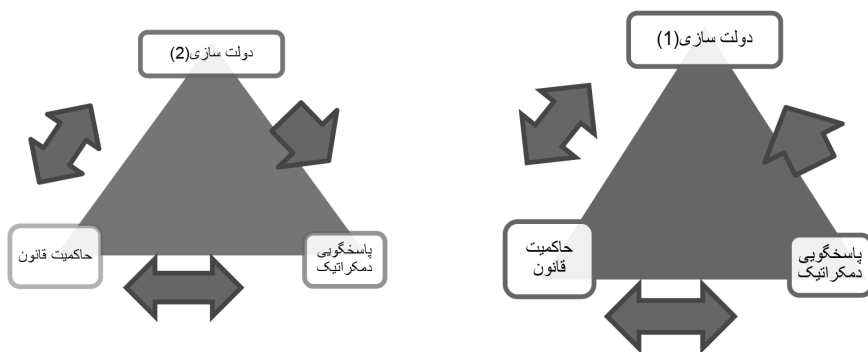 دولت سازی(1)
حاکمیت
قانون
پاسخگویی
دمکراتیک
دولت سازی(2)
حاکمیت قانون
پاسخگویی
دمکراتیک